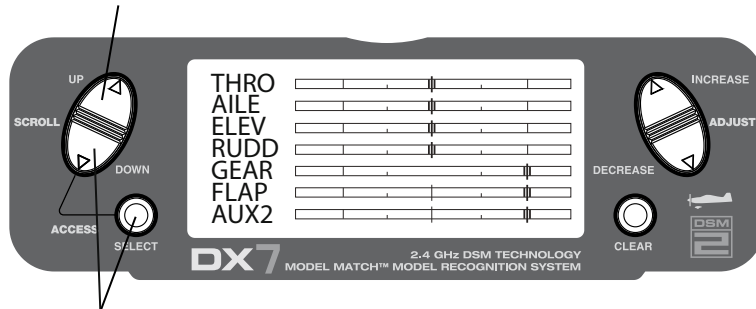 UP
SCROLL
DOWN
ACCESS
SELECT
THRO
AILE
ELEV
RUDD
GEAR
FLAP
AUX2
INCREASE
ADJUST
DECREASE
CLEAR
DSM
2
DX7
2.4 GHz DSM TECHNOLOGY
MODEL MATCH™ MODEL RECOGNITION SYSTEM